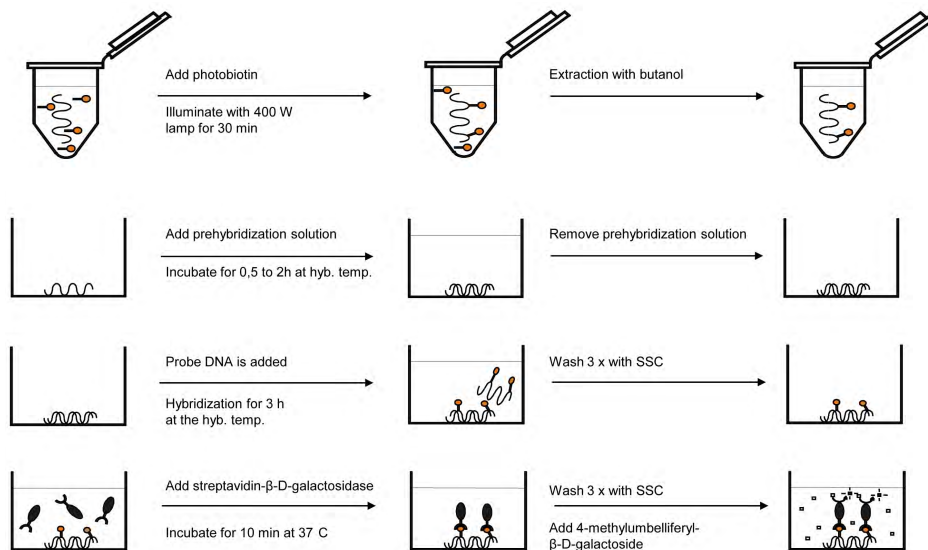 Add photobiotin
Illuminate with 400 W
lamp for 30 min
Extraction with butanol
Add prehybridization solution
Incubate for 0,5 to 2h at hyb. temp.
Remove prehybridization solution
Probe DNA is added
Hybridization for 3 h
at the hyb. temp.
Wash 3 x with SSC
Add streptavidin-β-D-galactosidase
Incubate for 10 min at 37 C
Wash 3 x with SSC
Add 4-methylumbelliferyl-
β-D-galactoside